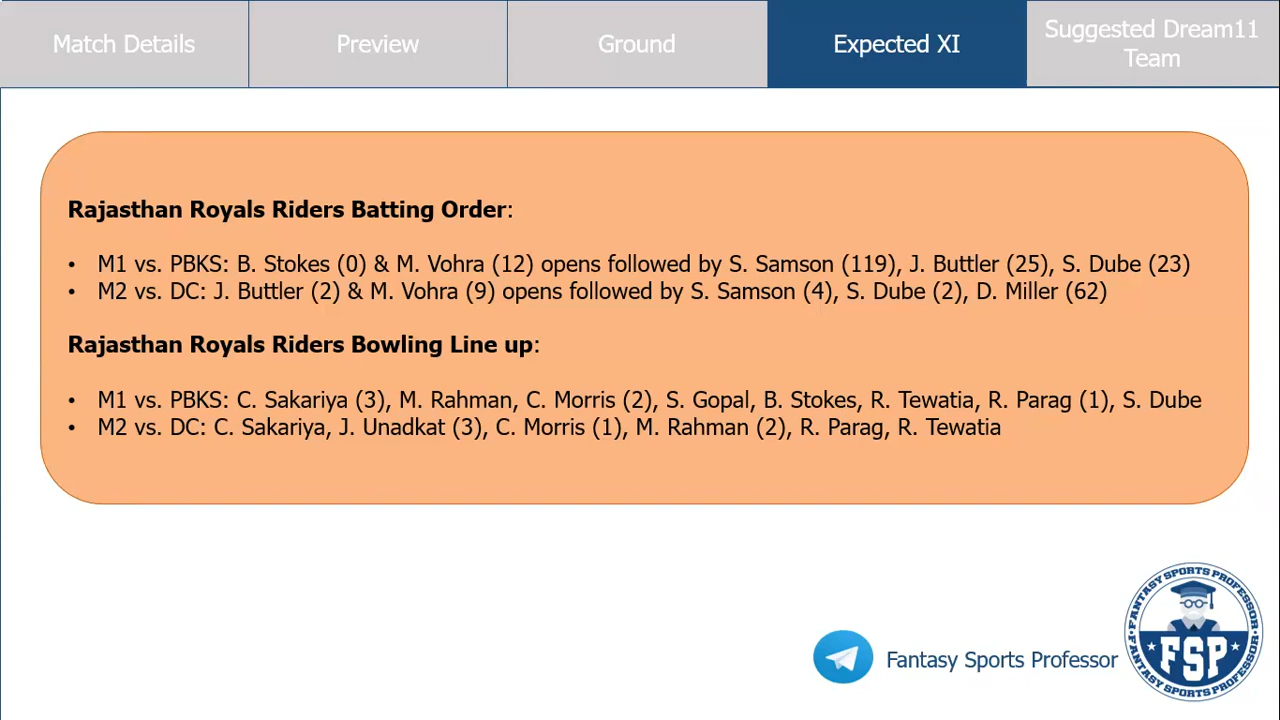 Match Details
Preview
Ground
Expected XI
Suggested Dream11
Team
Rajasthan Royals Riders Batting Order:
• M1 vs. PBKS: B. Stokes (0) & M. Vohra (12) opens followed by S. Samson (119), J. Buttler (25), S. Dube (23)
• M2 vs. DC: J. Buttler (2) & M. Vohra (9) opens followed by S. Samson (4), S. Dube (2), D. Miller (62)
Rajasthan Royals Riders Bowling Line up:
• M1 vs. PBKS: C. Sakariya (3), M. Rahman, C. Morris (2), S. Gopal, B. Stokes, R. Tewatia, R. Parag (1), S. Dube
• M2 vs. DC: C. Sakariya, J. Unadkat (3), C. Morris (1), M. Rahman (2), R. Parag, R. Tewatia
Fantasy Sports Professor
FANTASY SPORTS PROFESSOR
FSP
FANTASY SPORTS PROFESSOR